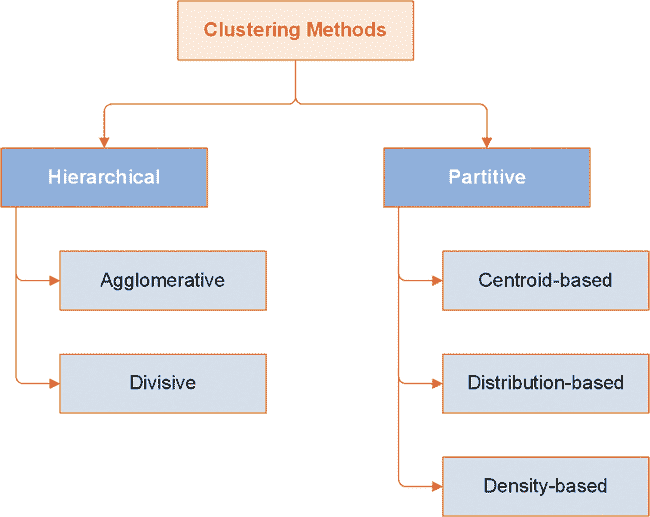 Clustering Methods
Hierarchical
Partitive
Agglomerative
Centroid-based
Divisive
Distribution-based
Density-based